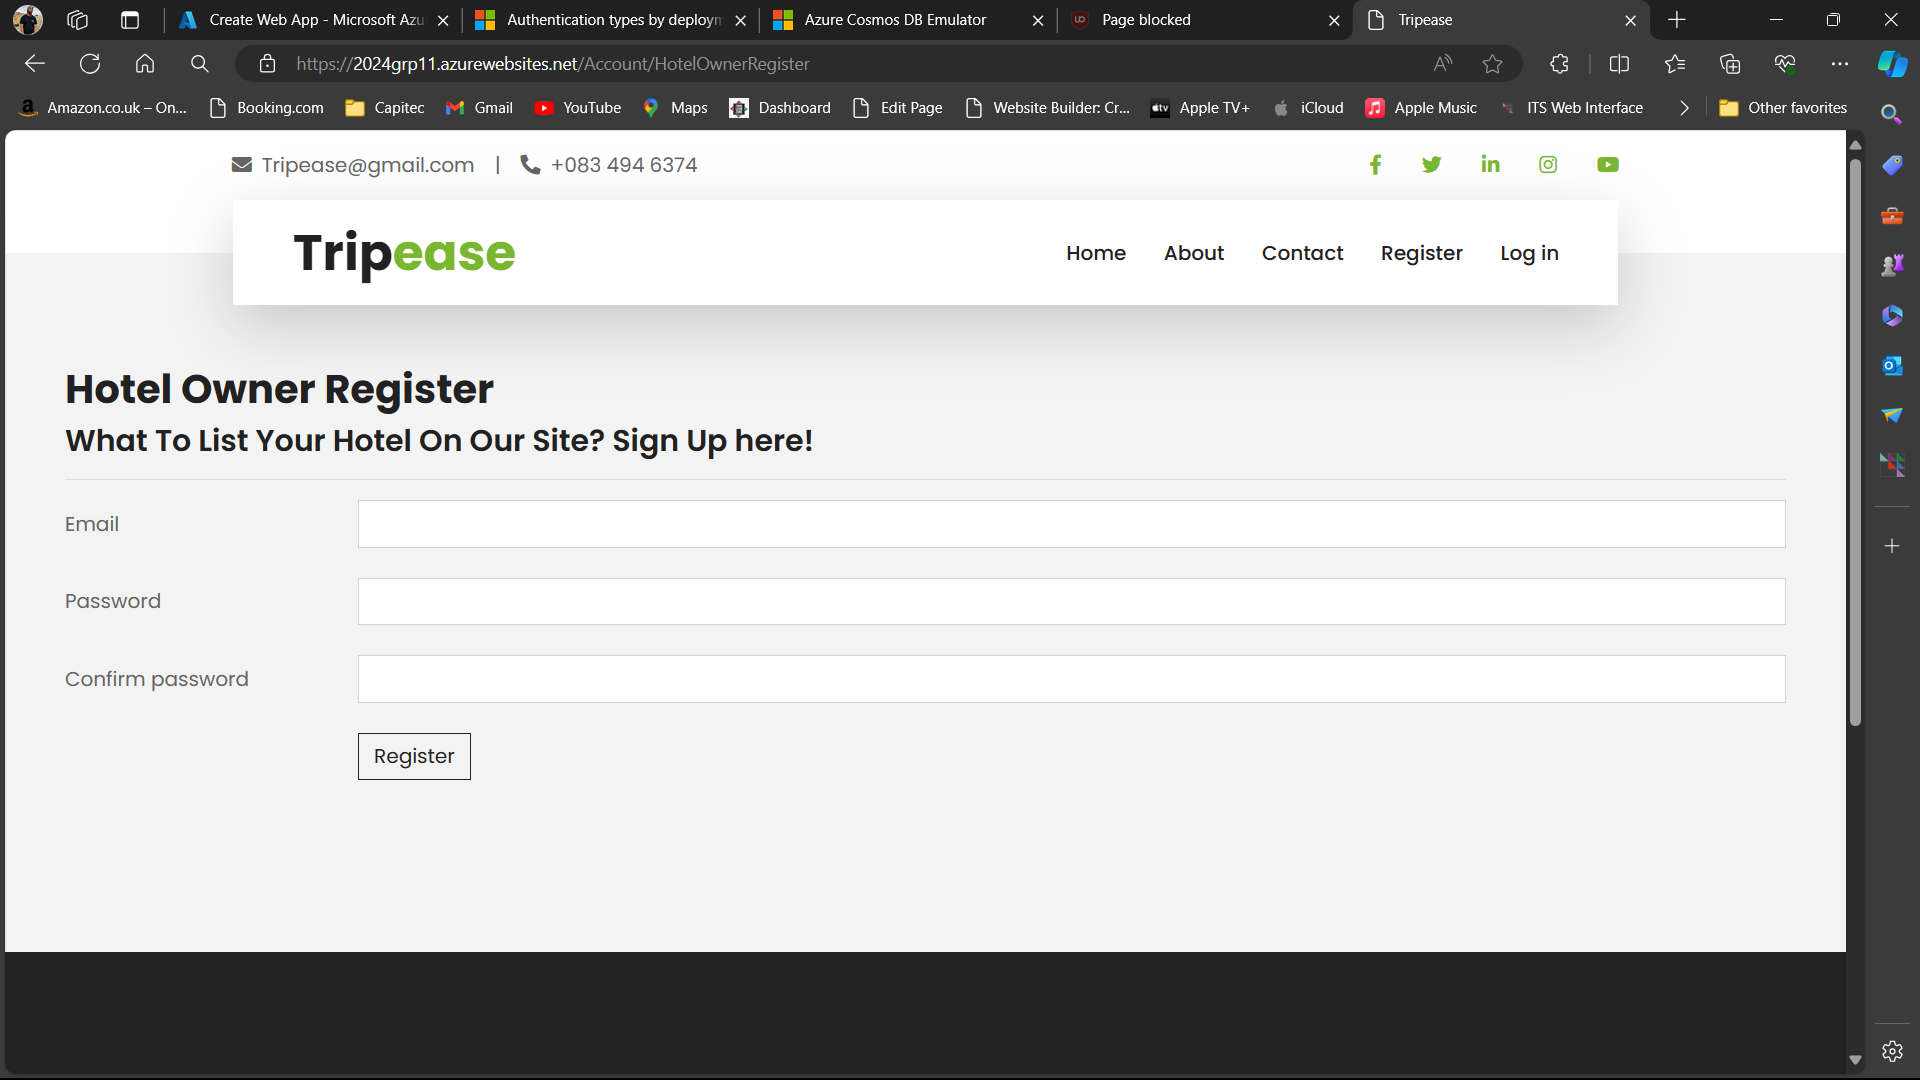 Create Web App - Microsoft Azu
Authentication types by deploym
Azure Cosmos DB Emulator
Page blocked
Tripease
https://2024grp11.azurewebsites.net/Account/HotelOwnerRegister
Amazon.co.uk – On...
Booking.com
Capitec
Gmail
YouTube
Maps
Dashboard
Edit Page
Website Builder: Cr...
Apple TV+
iCloud
Apple Music
ITS Web Interface
Other favorites
Tripease@gmail.com | +083 494 6374
Tripease
Home About Contact Register Log in
Hotel Owner Register
What To List Your Hotel On Our Site? Sign Up here!
Email
Password
Confirm password
Register